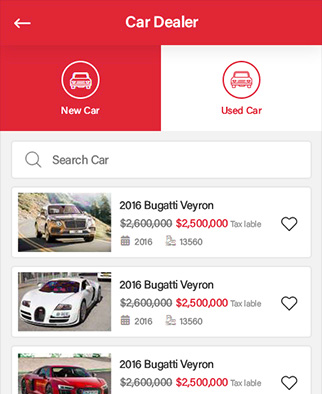 Car Dealer
New Car
Used Car
Search Car
2016 Bugatti Veyron
$2,600,000 $2,500,000 Tax lable
2016 13560
2016 Bugatti Veyron
$2,600,000 $2,500,000 Tax lable
2016 13560
2016 Bugatti Veyron
$2,600,000 $2,500,000 Tax lable